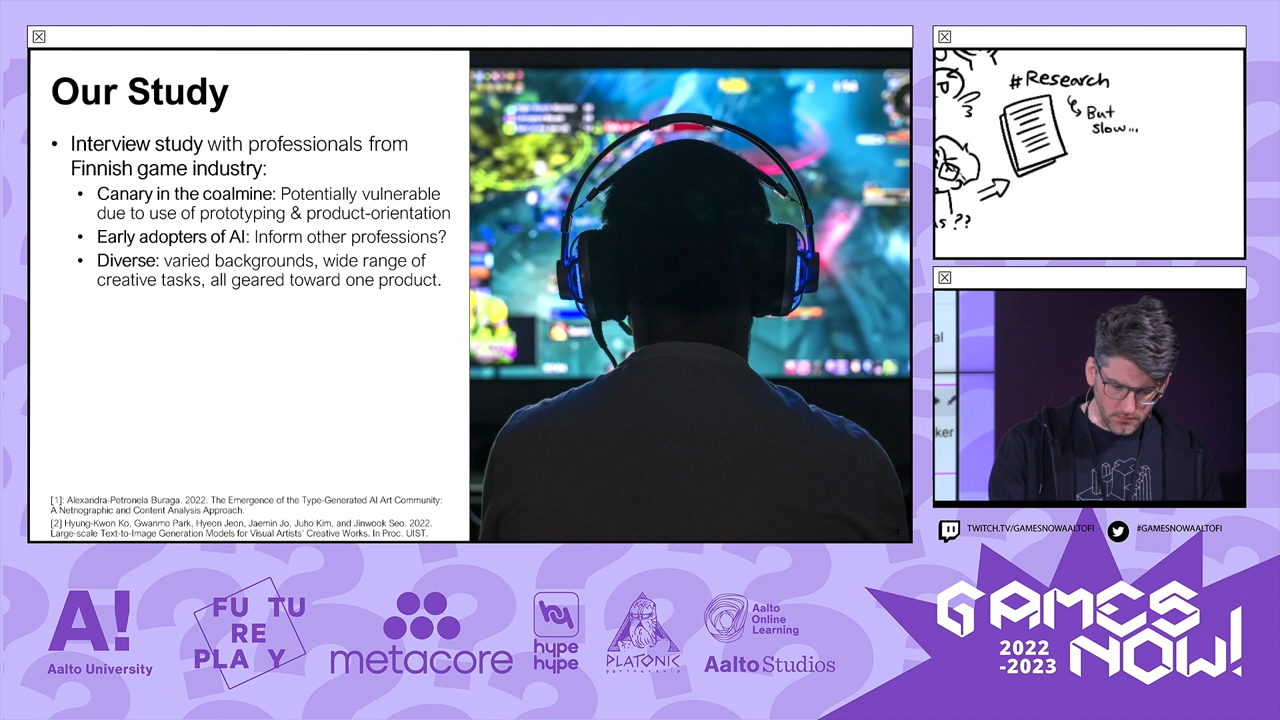 Our Study
• Interview study with professionals from
Finnish game industry:
• Canary in the coalmine: Potentially vulnerable
due to use of prototyping & product-orientation
• Early adopters of AI: Inform other professions?
• Diverse: varied backgrounds, wide range of
creative tasks, all geared toward one product.
[1]: Alexandra-Petronela Buraga. 2022. The Emergence of the Type-Generated AI Art Community:
A Netnographic and Content Analysis Approach.
[2] Hyung-Kwon Ko, Gwanmo Park, Hyeon Jeon, Jaemin Jo, Juho Kim, and Jinwook Seo. 2022.
Large-scale Text-to-Image Generation Models for Visual Artists' Creative Works. In Proc. UIST.
4
#Research
But
slow...
3
s??
al
ker
TWITCH.TV/GAMESNOWAALTOFI
#GAMESNOWAALTOFI
A!
Aalto University
FU TU
RE
PLA Y
metacore
hype
hype
PLATONIC
partnership
Aalto
Online
Learning
Aalto Studios
GAMES
NOW!
2022
-2023